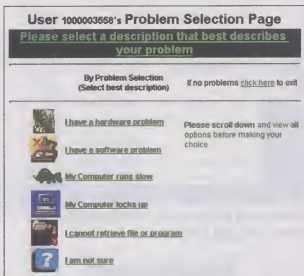 User 1000003558's Problem Selection Page
Please select a description that best describes
your problem
By Problem Selection
(Select best description)
If no problems click here to exit
I have a hardware problem
Please scroll down and view all
options before making your
choice
I have a software problem
My Computer runs slow
My Computer locks up
I cannot retrieve file or program
I am not sure